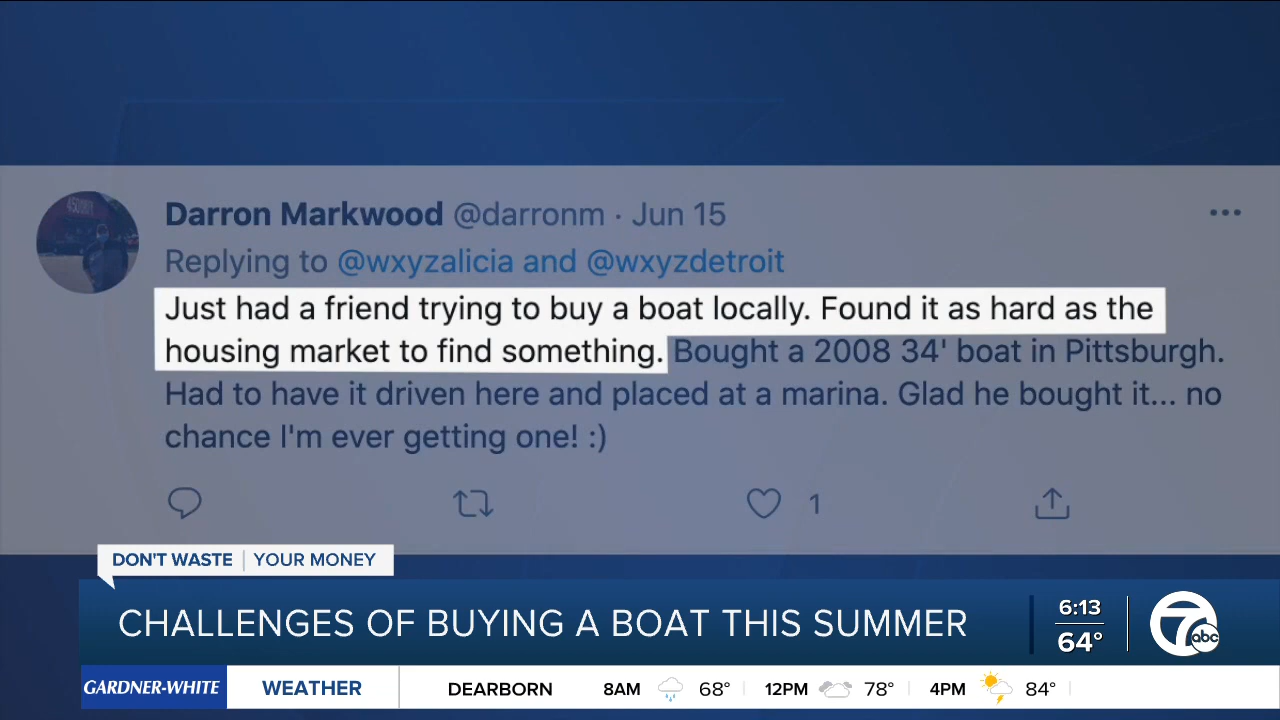 Darron Markwood @darronm · Jun 15
Replying to @wxyzalicia and @wxyzdetroit
Just had a friend trying to buy a boat locally. Found it as hard as the
housing market to find something. Bought a 2008 34' boat in Pittsburgh.
Had to have it driven here and placed at a marina. Glad he bought it... no
chance I'm ever getting one! :)
1
DON'T WASTE | YOUR MONEY
CHALLENGES OF BUYING A BOAT THIS SUMMER
6:13
64°
7 abc
GARDNER-WHITE WEATHER DEARBORN 8AM 68° 12PM 78° 4PM 84°